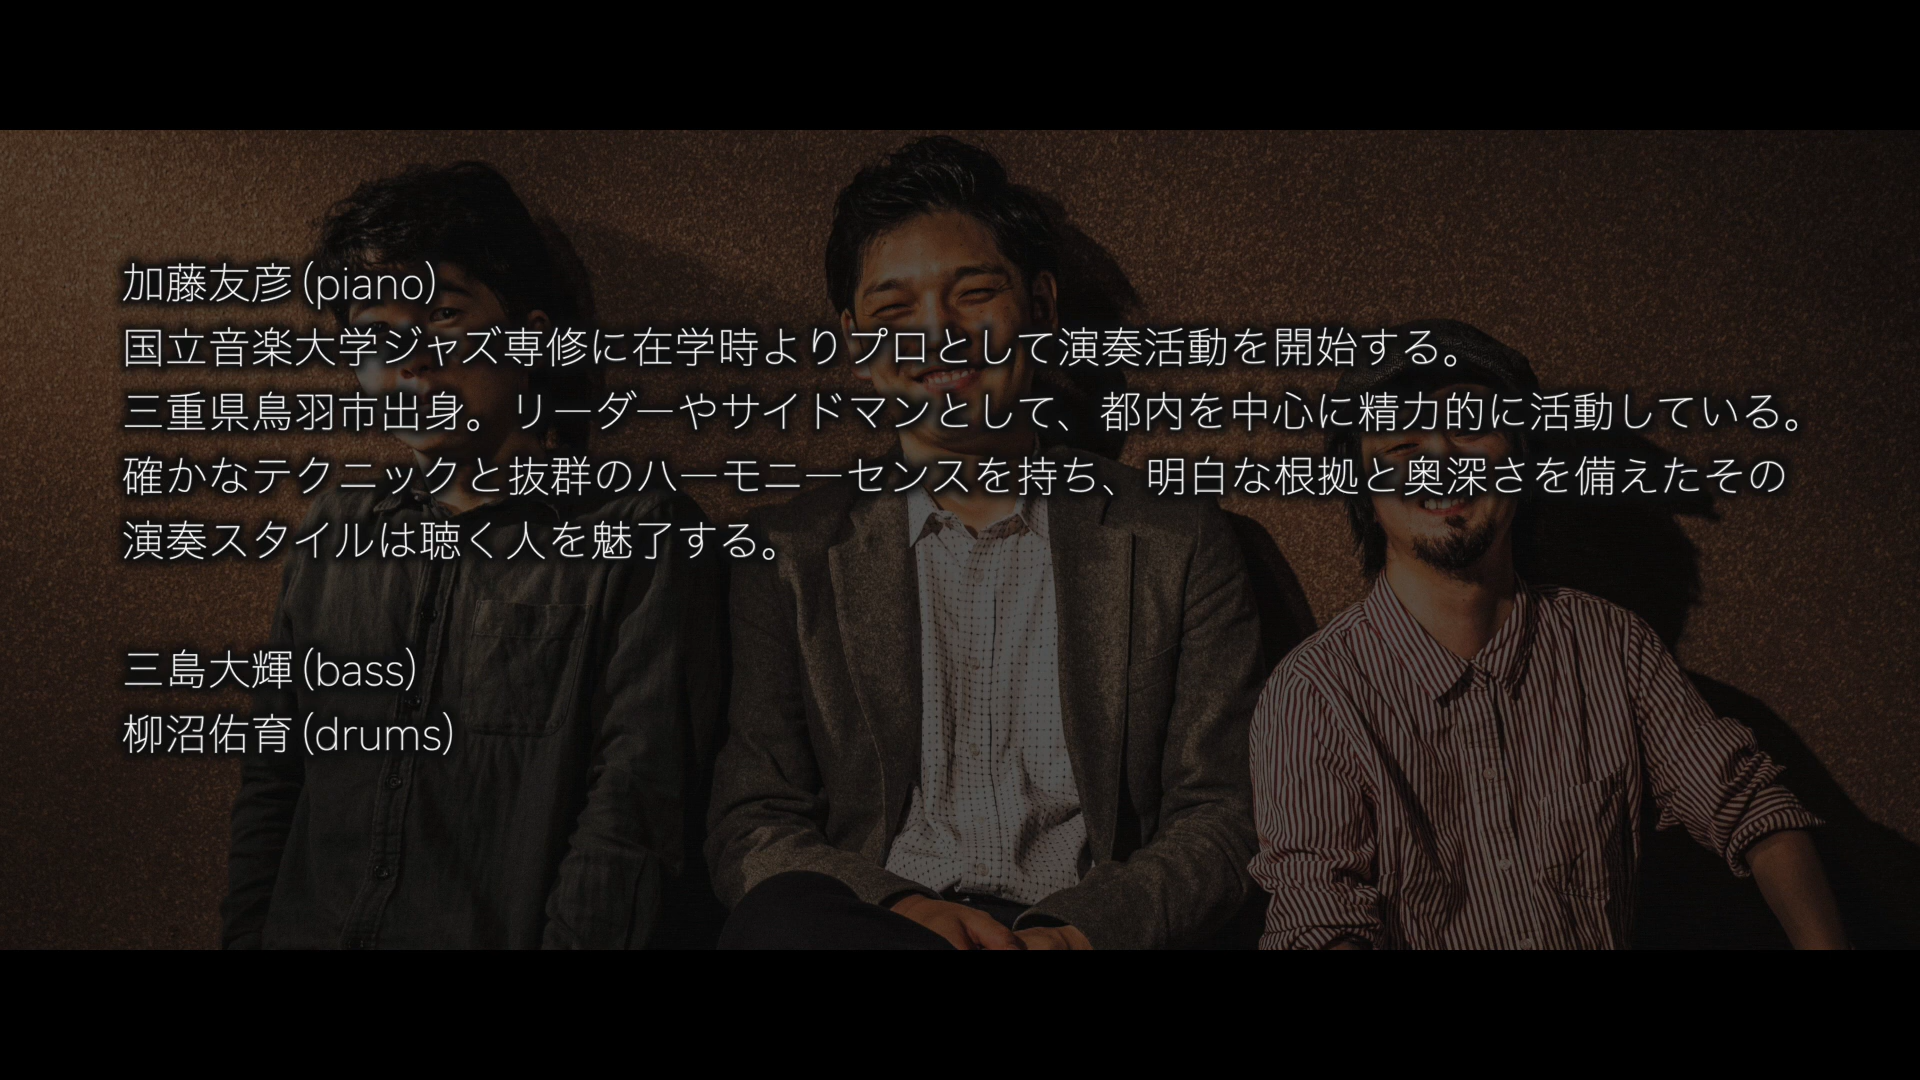 加藤友彦(piano)
国立音楽大学ジャズ専修に在学時よりプロとして演奏活動を開始する。
三重県鳥羽市出身。リーダーやサイドマンとして、都内を中心に精力的に活動している。
確かなテクニックと抜群のハーモニーセンスを持ち、明白な根拠と奥深さを備えたその
演奏スタイルは聴く人を魅了する。
三島大輝(bass)
柳沼佑育(drums)